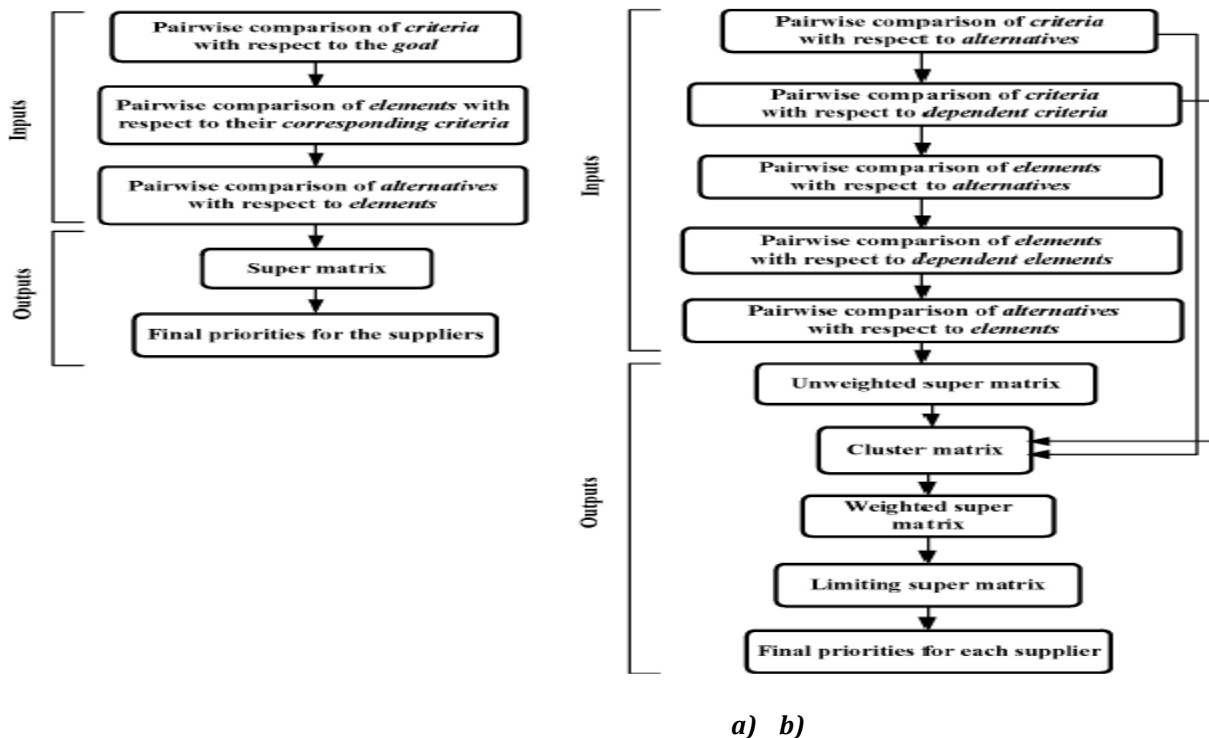 Inputs
Pairwise comparison of criteria
with respect to the goal
Pairwise comparison of elements with
respect to their corresponding criteria
Pairwise comparison of alternatives
with respect to elements
Outputs
Super matrix
Final priorities for the suppliers
Inputs
Pairwise comparison of criteria
with respect to alternatives
Pairwise comparison of criteria
with respect to dependent criteria
Pairwise comparison of elements
with respect to alternatives
Pairwise comparison of elements
with respect to dependent elements
Pairwise comparison of alternatives
with respect to elements
Outputs
Unweighted super matrix
Cluster matrix
Weighted super
matrix
Limiting super matrix
Final priorities for each supplier
a) b)